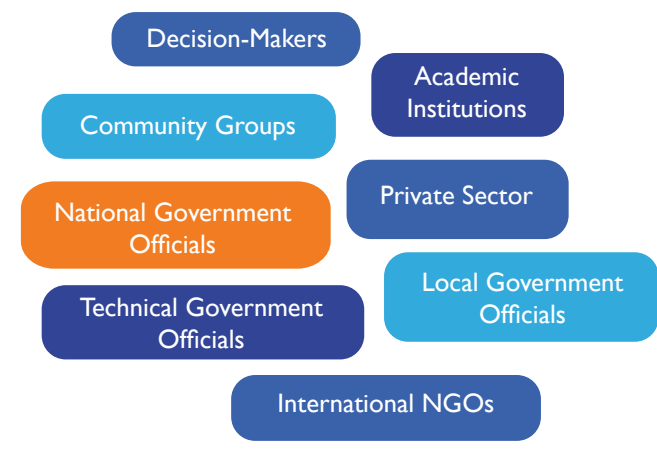 Decision-Makers
Academic
Institutions
Community Groups
Private Sector
National Government
Officials
Local Government
Officials
Technical Government
Officials
International NGOs